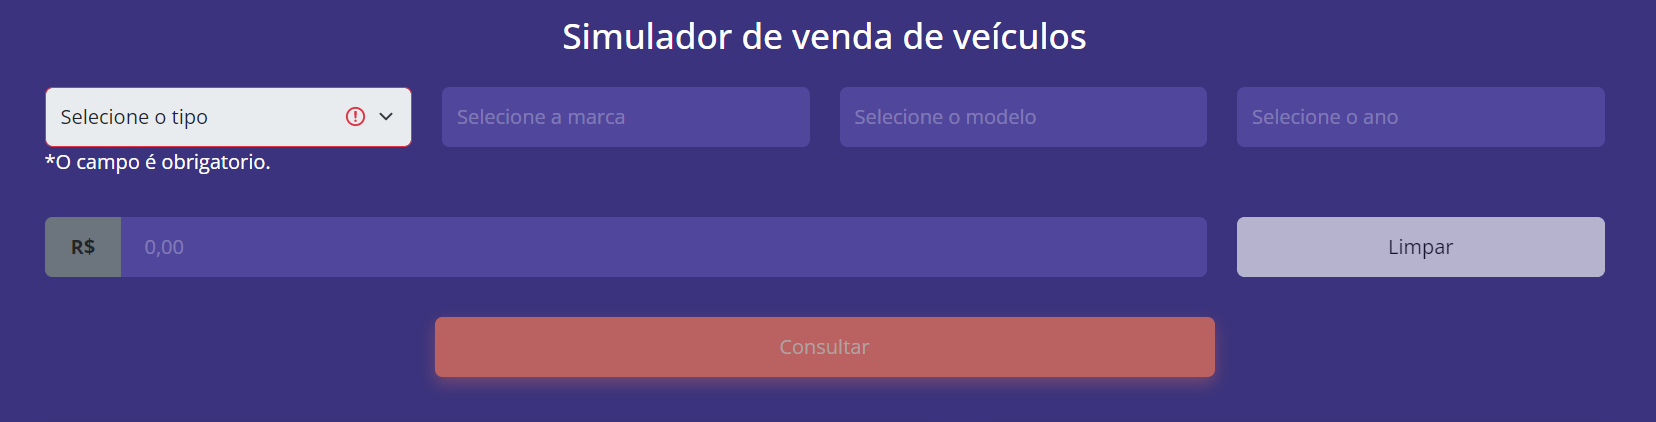 Simulador de venda de veículos
Selecione o tipo
Selecione a marca
Selecione o modelo
Selecione o ano
*O campo é obrigatorio.
R$ 0,00
Limpar
Consultar